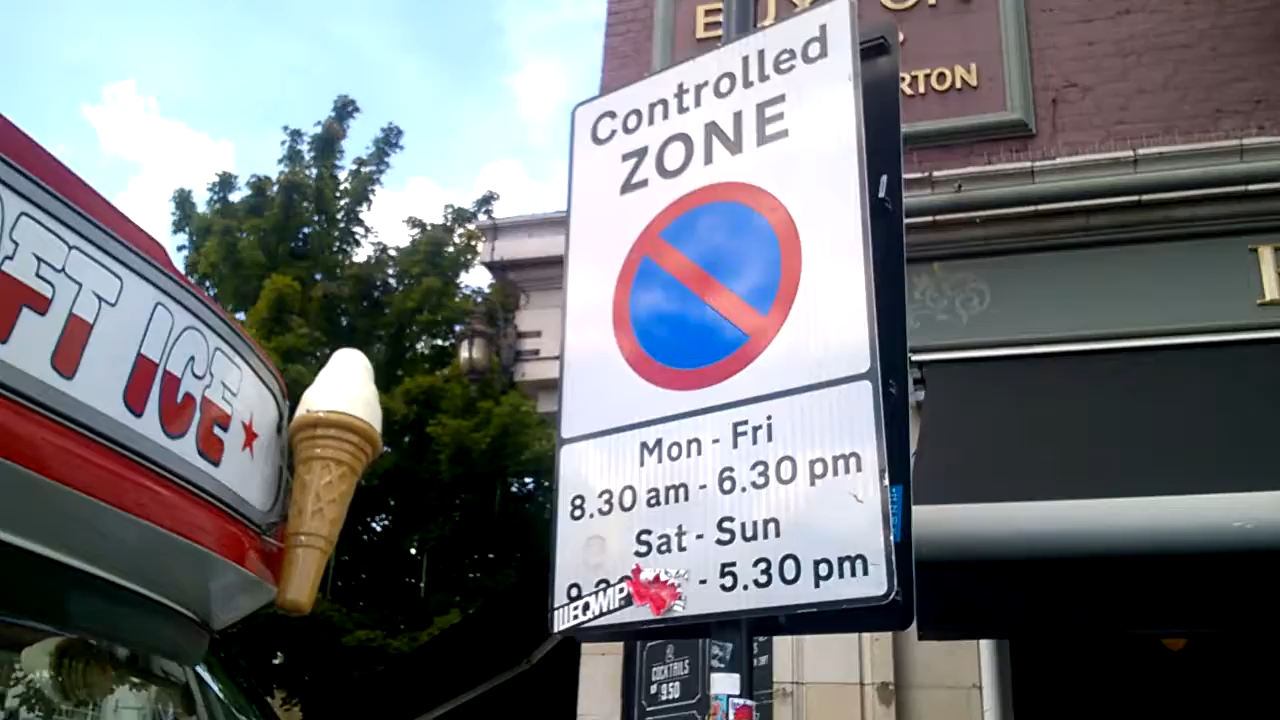 Controlled
ZONE
Mon - Fri
8.30 am - 6.30 pm
Sat - Sun
- 5.30 pm
EQWIP
FT ICE
RTON
COCKTAILS
9.50